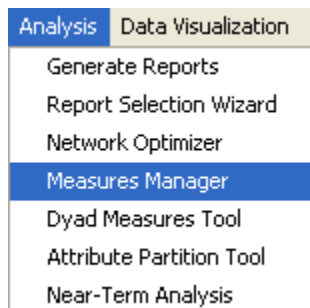 Analysis Data Visualization
Generate Reports
Report Selection Wizard
Network Optimizer
Measures Manager
Dyad Measures Tool
Attribute Partition Tool
Near-Term Analysis